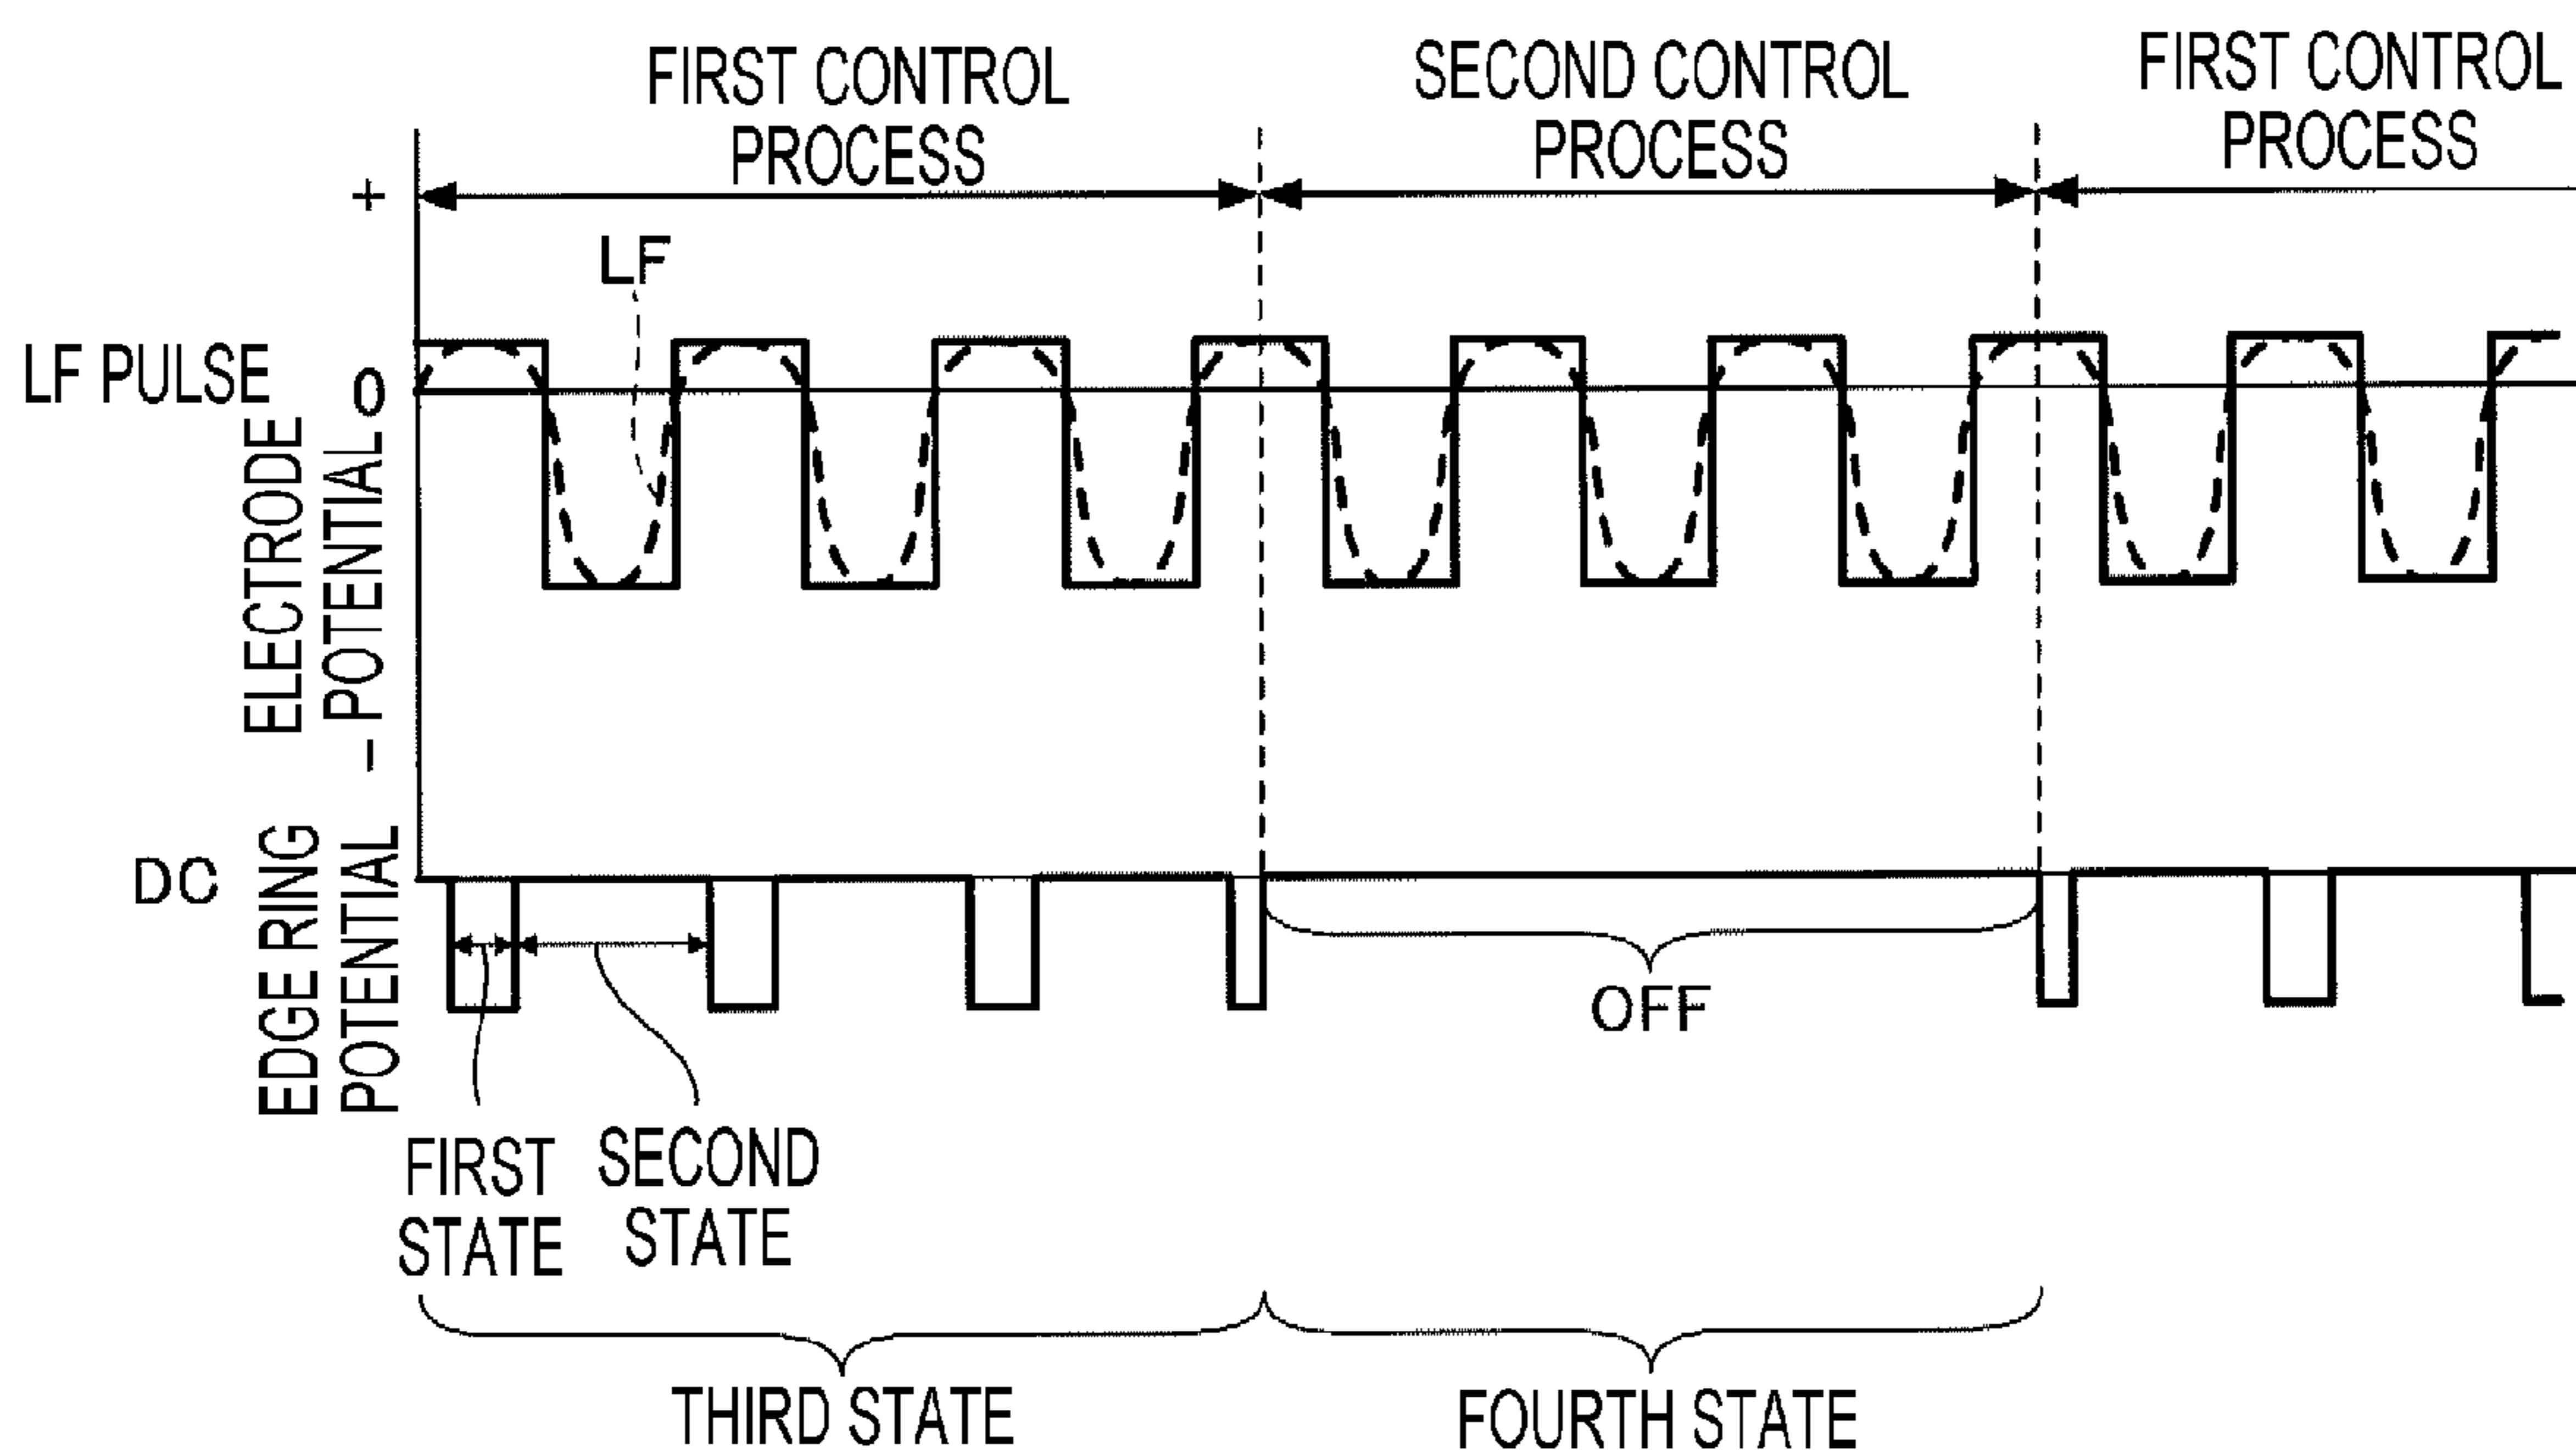 FIRST CONTROL
PROCESS
SECOND CONTROL
PROCESS
FIRST CONTROL
PROCESS
+
LF
LF PULSE
0
ELECTRODE
POTENTIAL
−
DC
EDGE RING
POTENTIAL
OFF
FIRST
STATE
SECOND
STATE
THIRD STATE
FOURTH STATE